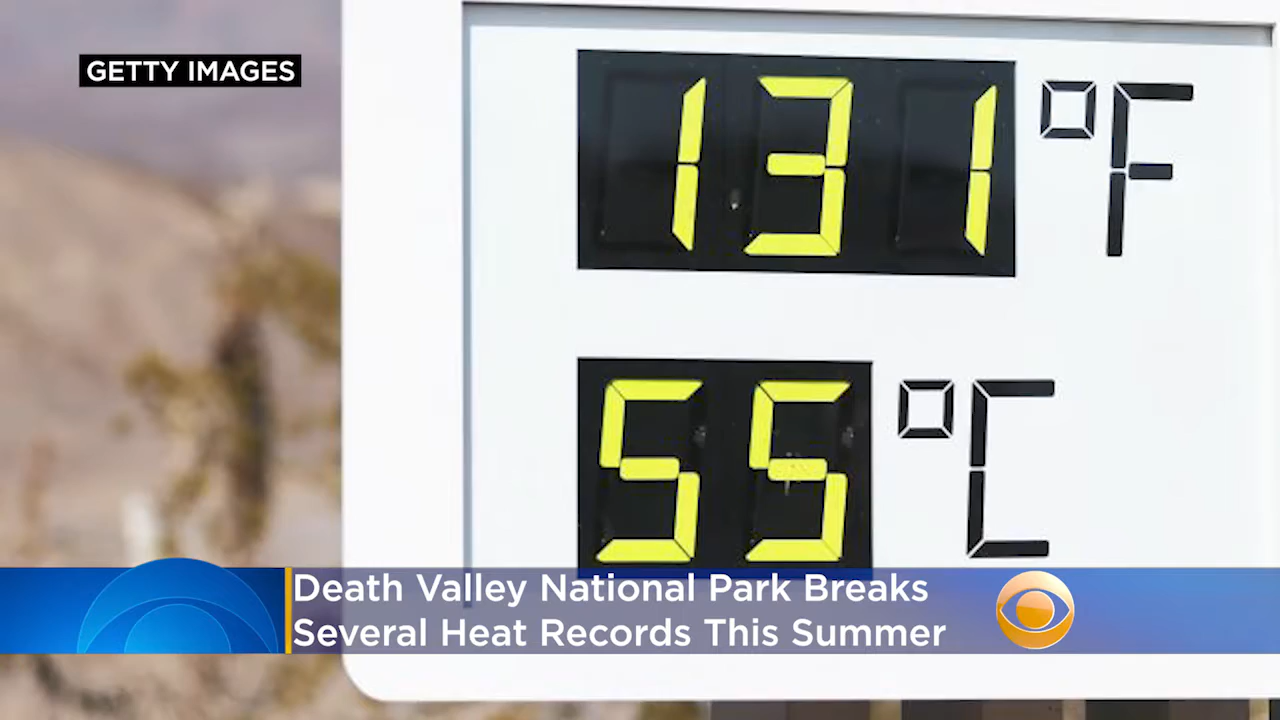 GETTY IMAGES
131 °F
55 °C
Death Valley National Park Breaks
Several Heat Records This Summer